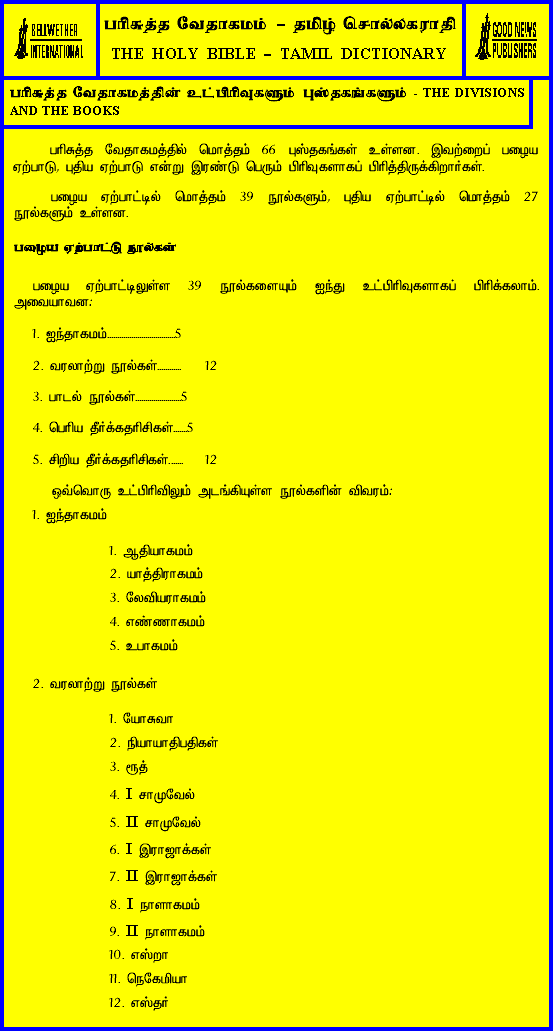 BELLWETHER
INTERNATIONAL
பரிசுத்த வேதாகமம் – தமிழ் சொல்லகராதி
THE HOLY BIBLE – TAMIL DICTIONARY
GOOD NEWS
PUBLISHERS
பரிசுத்த வேதாகமத்தின் உட்பிரிவுகளும் புஸ்தகங்களும் - THE DIVISIONS
AND THE BOOKS
பரிசுத்த வேதாகமத்தில் மொத்தம் 66 புஸ்தகங்கள் உள்ளன. இவற்றைப் பழைய
ஏற்பாடு, புதிய ஏற்பாடு என்று இரண்டு பெரும் பிரிவுகளாகப் பிரித்திருக்கிறார்கள்.
பழைய ஏற்பாட்டில் மொத்தம் 39 நூல்களும், புதிய ஏற்பாட்டில் மொத்தம் 27
நூல்களும் உள்ளன.
பழைய ஏற்பாட்டு நூல்கள்
பழைய ஏற்பாட்டிலுள்ள 39 நூல்களையும் ஐந்து உட்பிரிவுகளாகப் பிரிக்கலாம்.
அவையாவன:
1. ஐந்தாகமம்................................5
2. வரலாற்று நூல்கள்........... 12
3. பாடல் நூல்கள்......................5
4. பெரிய தீர்க்கதரிசிகள்.......5
5. சிறிய தீர்க்கதரிசிகள்....... 12
ஒவ்வொரு உட்பிரிவிலும் அடங்கியுள்ள நூல்களின் விவரம்:
1. ஐந்தாகமம்
1. ஆதியாகமம்
2. யாத்திராகமம்
3. லேவியராகமம்
4. எண்ணாகமம்
5. உபாகமம்
2. வரலாற்று நூல்கள்
1. யோசுவா
2. நியாயாதிபதிகள்
3. ரூத்
4. I சாமுவேல்
5. II சாமுவேல்
6. I இராஜாக்கள்
7. II இராஜாக்கள்
8. I நாளாகமம்
9. II நாளாகமம்
10. எஸ்றா
11. நெகேமியா
12. எஸ்தர்